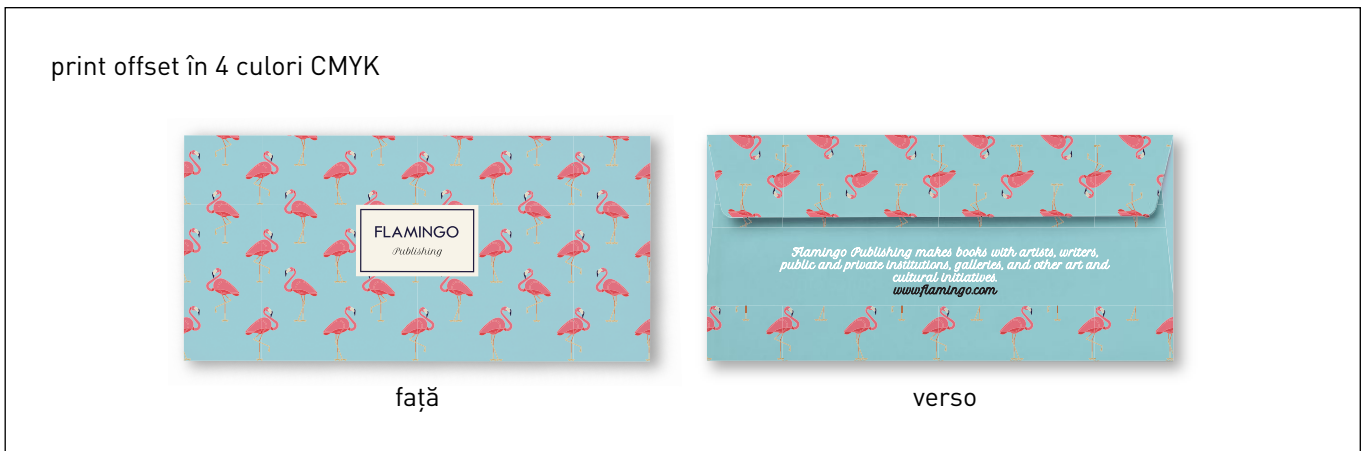 print offset în 4 culori CMYK
FLAMINGO
Publishing
Flamingo Publishing makes books with artists, writers,
public and private institutions, galleries, and other art and
cultural initiatives.
www.flamingo.com
față
verso